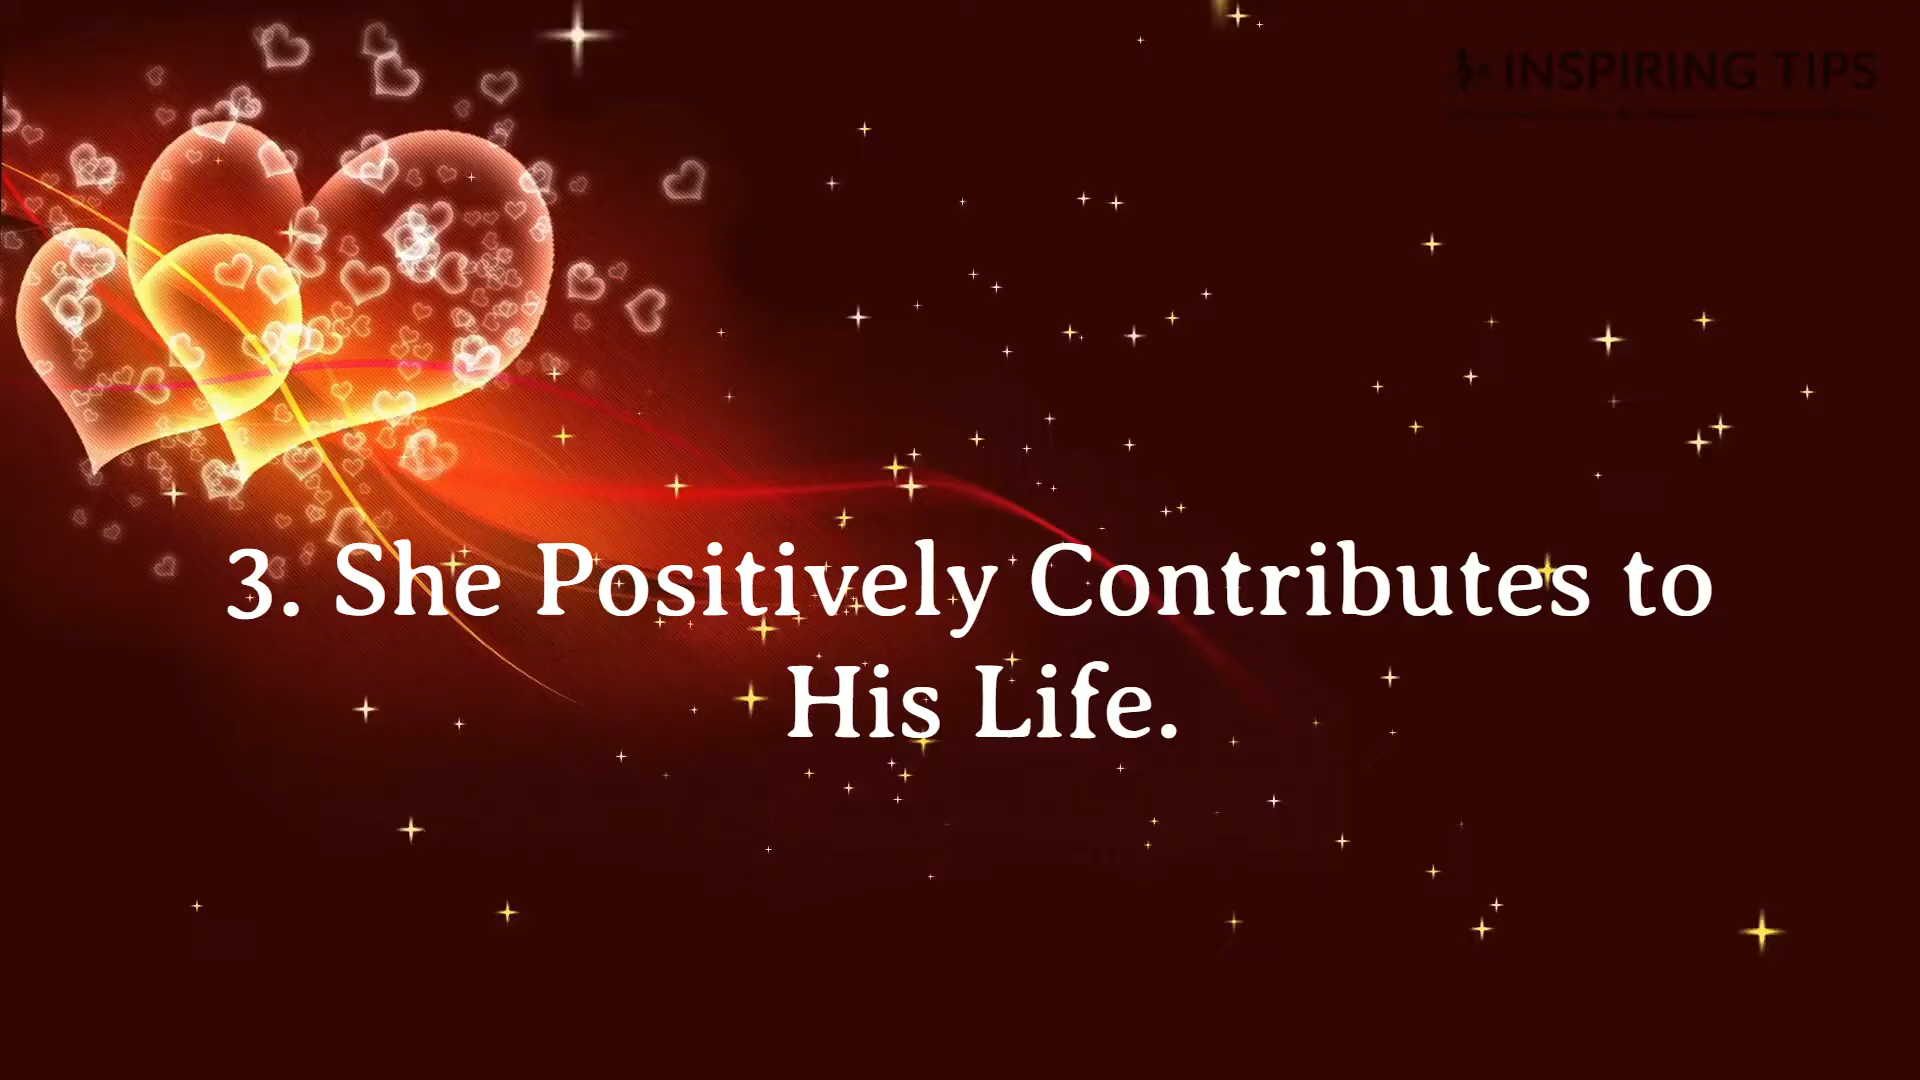 INSPIRING TIPS
3. She Positively Contributes to
His Life.